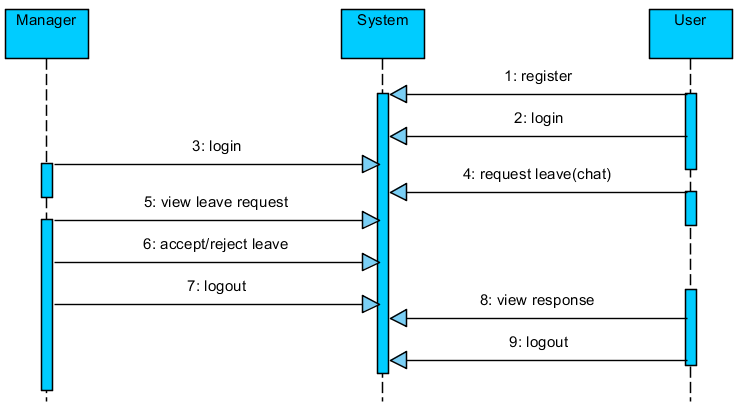 Manager
System
User
1: register
2: login
3: login
4: request leave(chat)
5: view leave request
6: accept/reject leave
7: logout
8: view response
9: logout